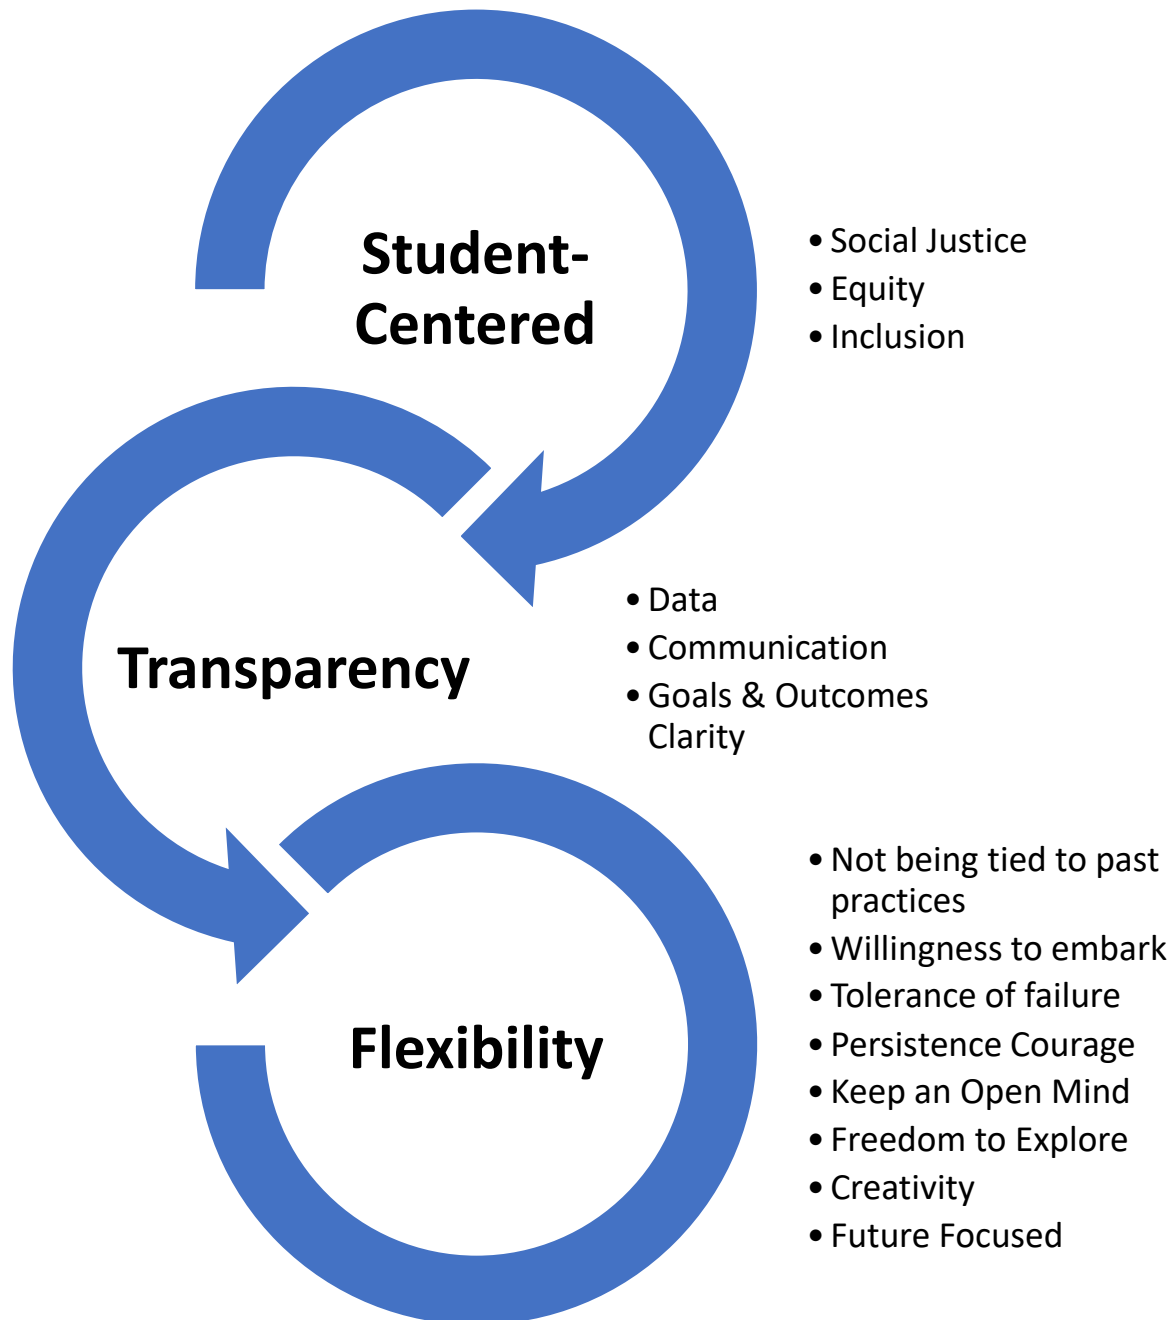 Student-
Centered
• Social Justice
• Equity
• Inclusion
Transparency
• Data
• Communication
• Goals & Outcomes
Clarity
Flexibility
• Not being tied to past
practices
• Willingness to embark
• Tolerance of failure
• Persistence Courage
• Keep an Open Mind
• Freedom to Explore
• Creativity
• Future Focused